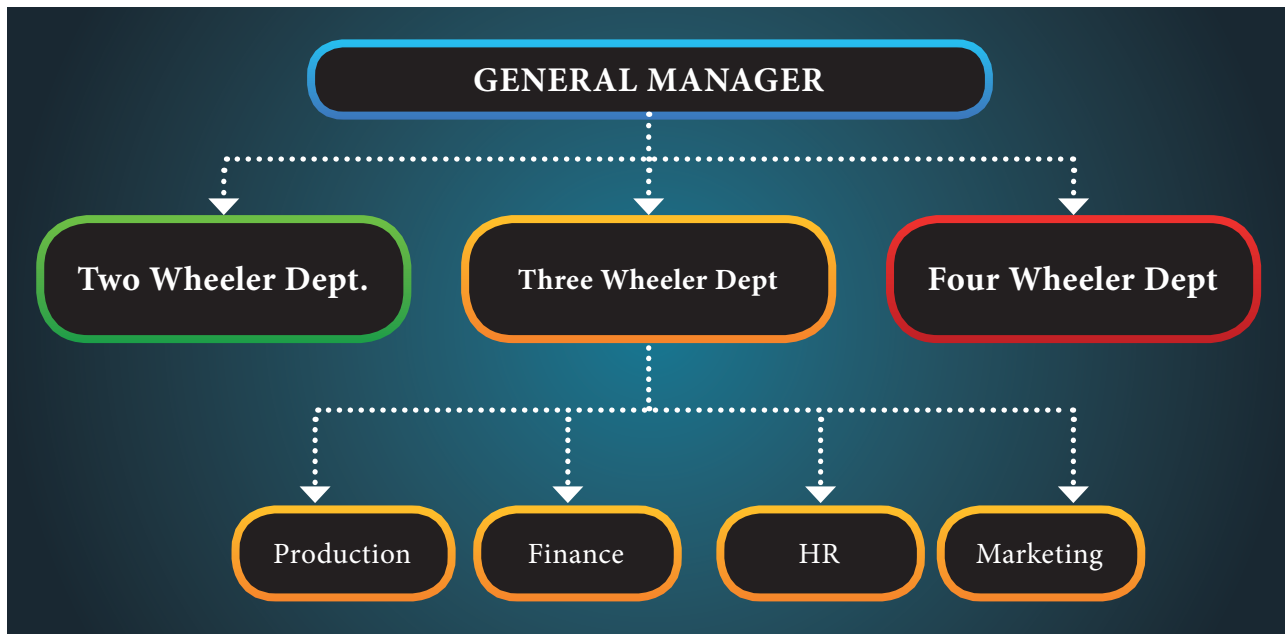 GENERAL MANAGER
Two Wheeler Dept.
Three Wheeler Dept
Four Wheeler Dept
Production
Finance
HR
Marketing